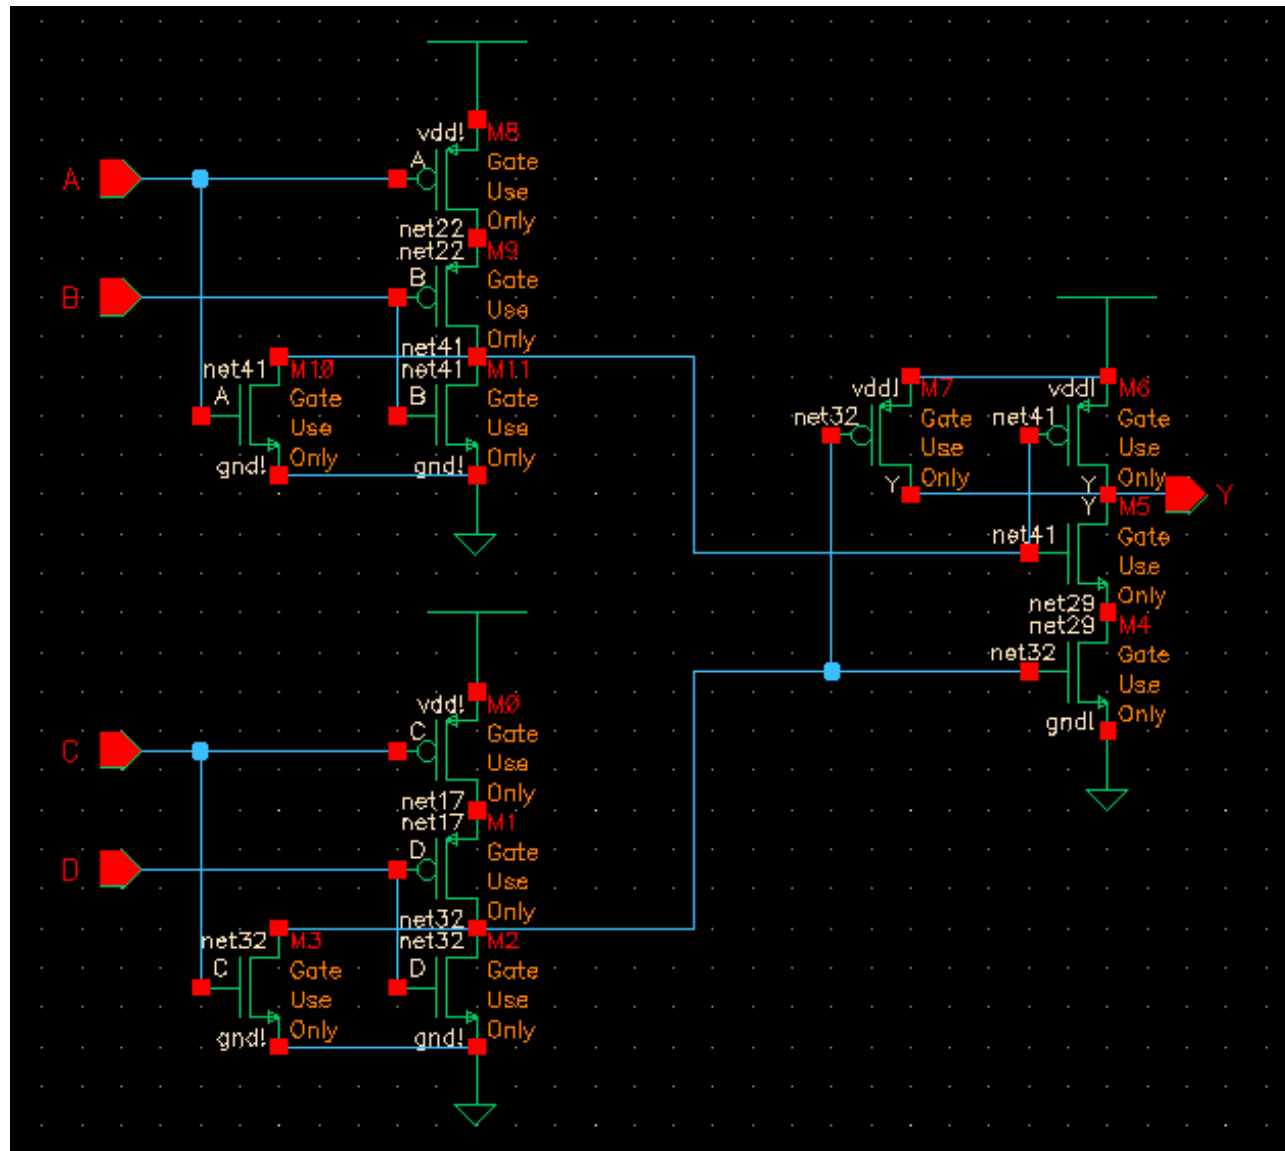 vdd! M8
A A Gate
Use
Only
net22
net22 M9
B B Gate
Use
Only
net41
net41 M10 net41 M11
A Gate B Gate
Use Use
Only Only
gnd! gnd!
vdd! M7 vdd! M6
net32 Gate net41 Gate
Use Use
Y Only Y Only Y
Y M5
net41 Gate
Use
Only
net29
net29 M4
net32 Gate
Use
Only
gnd!
vdd! M0
C C Gate
Use
Only
net17
net17 M1
D D Gate
Use
Only
net32
net32 M3 net32 M2
C Gate D Gate
Use Use
Only Only
gnd! gnd!